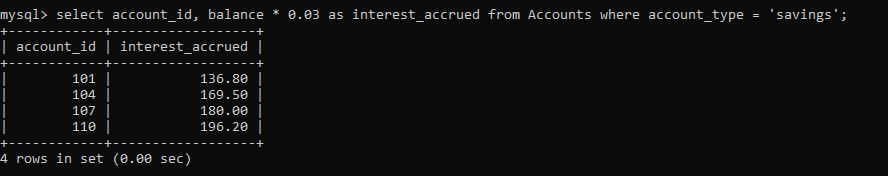 mysql> select account_id, balance * 0.03 as interest_accrued from Accounts where account_type = 'savings';
+------------+------------------+
| account_id | interest_accrued |
+------------+------------------+
|        101 |           136.80 |
|        104 |           169.50 |
|        107 |           180.00 |
|        110 |           196.20 |
+------------+------------------+
4 rows in set (0.00 sec)